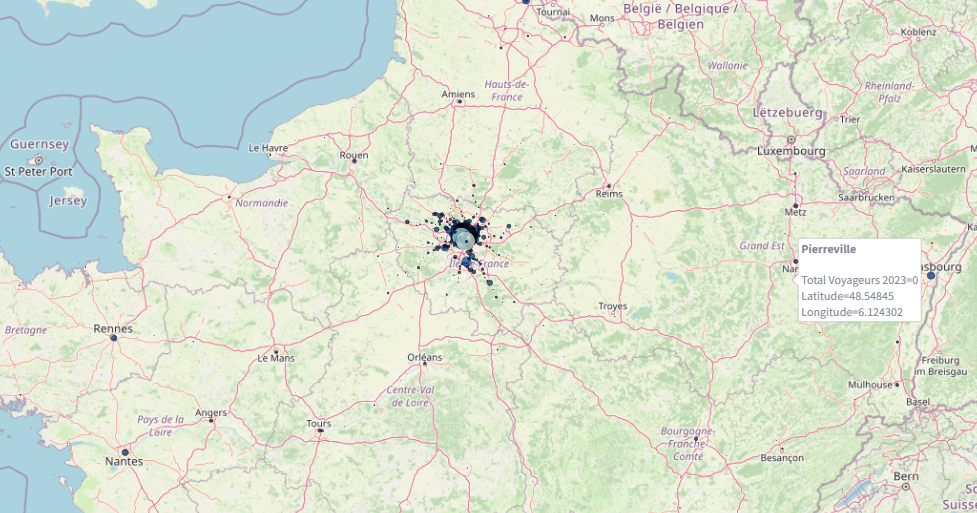 Tournai
Mons
België / Belgique /
Belgien
Koblenz
Wallonie
Hauts-de-
France
Rheinland-
Pfalz
Amiens
Lëtzebuerg
Trier
Guernsey
St Peter Port
Le Havre
Rouen
Luxembourg
Saarland
Kaiserslautern
Jersey
Normandie
Reims
Saarbrücken
Metz
Grand Est
Pierreville
Total Voyageurs 2023=0
Latitude=48.54845
Longitude=6.124302
Troyes
Bretagne
Rennes
Le Mans
Orléans
Freiburg
im Breisgau
Mulhouse
Centre-Val
de Loire
Basel
Angers
Pays de la
Loire
Tours
Bourgogne-
Franche-
Comté
Nantes
Besançon
Bern